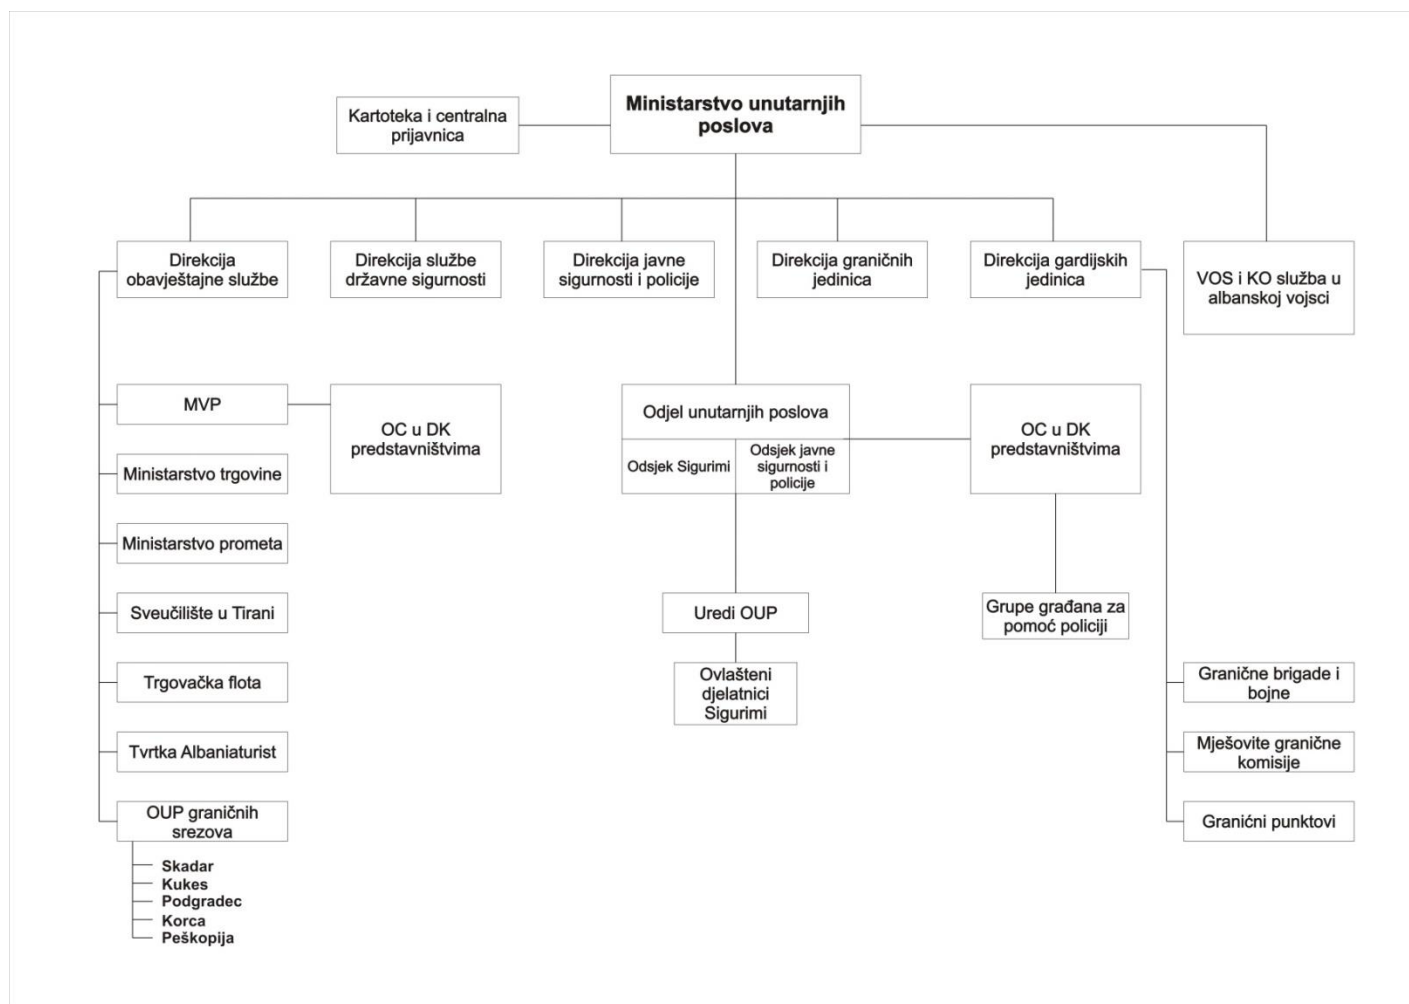 Ministarstvo unutarnjih
poslova
Kartoteka i centralna
prijavnica
Direkcija
obavještajne službe
Direkcija službe
državne sigurnosti
Direkcija javne
sigurnosti i policije
Direkcija graničnih
jedinica
Direkcija gardijskih
jedinica
VOS i KO služba u
albanskoj vojsci
MVP
OC u DK
predstavništvima
Odjel unutarnjih poslova
Odsjek Sigurimi
Odsjek javne
sigurnosti i
policije
OC u DK
predstavništvima
Ministarstvo trgovine
Ministarstvo prometa
Sveučilište u Tirani
Uredi OUP
Grupe građana za
pomoć policiji
Trgovačka flota
Ovlašteni
djelatnici
Sigurimi
Granične brigade i
bojne
Tvrtka Albaniaturist
Mješovite granične
komisije
OUP graničnih
srezova
Granićni punktovi
Skadar
Kukes
Podgradec
Korca
Peškopija